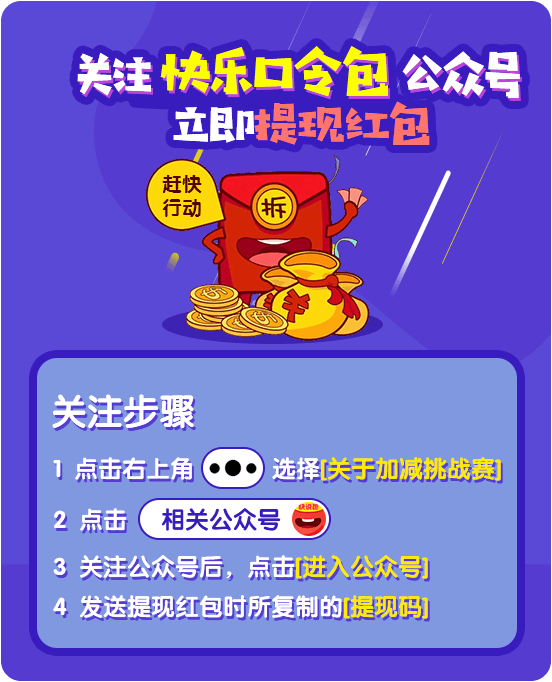 关注 快乐口令包 公众号
立即提现红包
赶快
行动
拆
关注步骤
1 点击右上角 ••• 选择[关于加减挑战赛]
2 点击 相关公众号
3 关注公众号后，点击[进入公众号]
4 发送提现红包时所复制的[提现码]